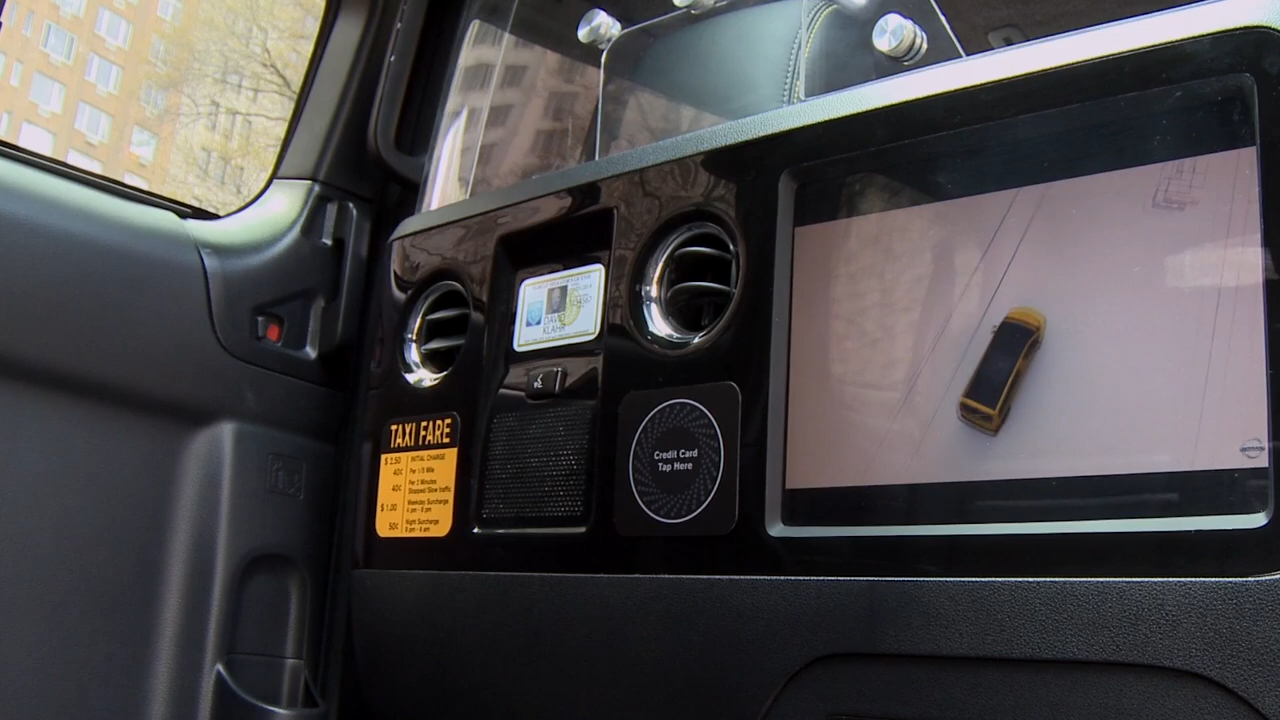 DAVID
KLAHR
TAXI FARE
$ 2.50 INITIAL CHARGE
40¢ Per 1/5 Mile
40¢ Per 2 Minutes
Stopped/Slow traffic
$ 1.00 Weekday Surcharge
4 pm - 8 pm
50¢ Night Surcharge
8 pm - 6 am
Credit Card
Tap Here